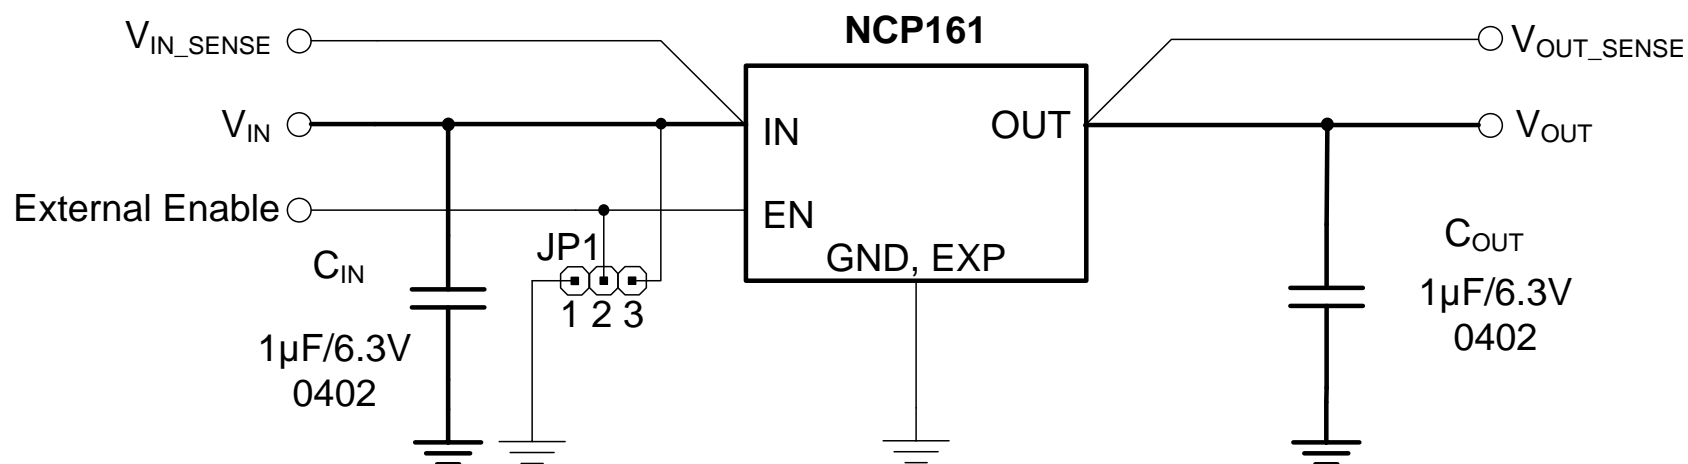 NCP161
V_IN_SENSE
V_OUT_SENSE
V_IN
IN
OUT
V_OUT
External Enable
EN
JP1
GND, EXP
C_IN
1 2 3
1µF/6.3V
0402
C_OUT
1µF/6.3V
0402